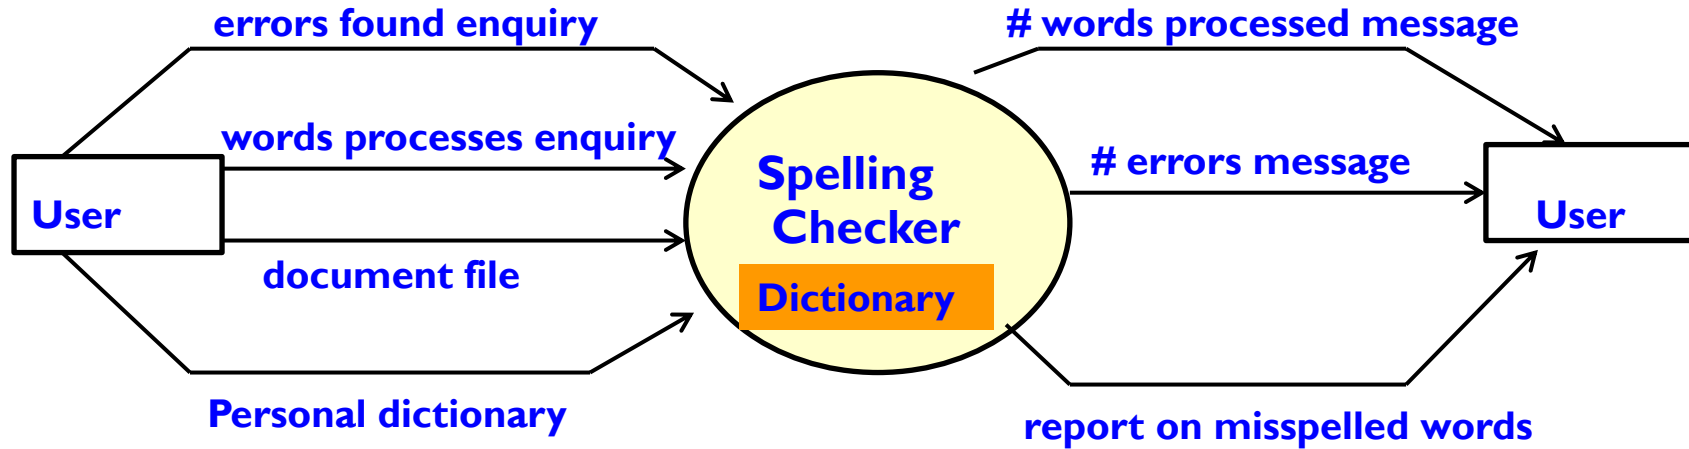 errors found enquiry
# words processed message
words processes enquiry
# errors message
Spelling
Checker
User
User
document file
Dictionary
Personal dictionary
report on misspelled words